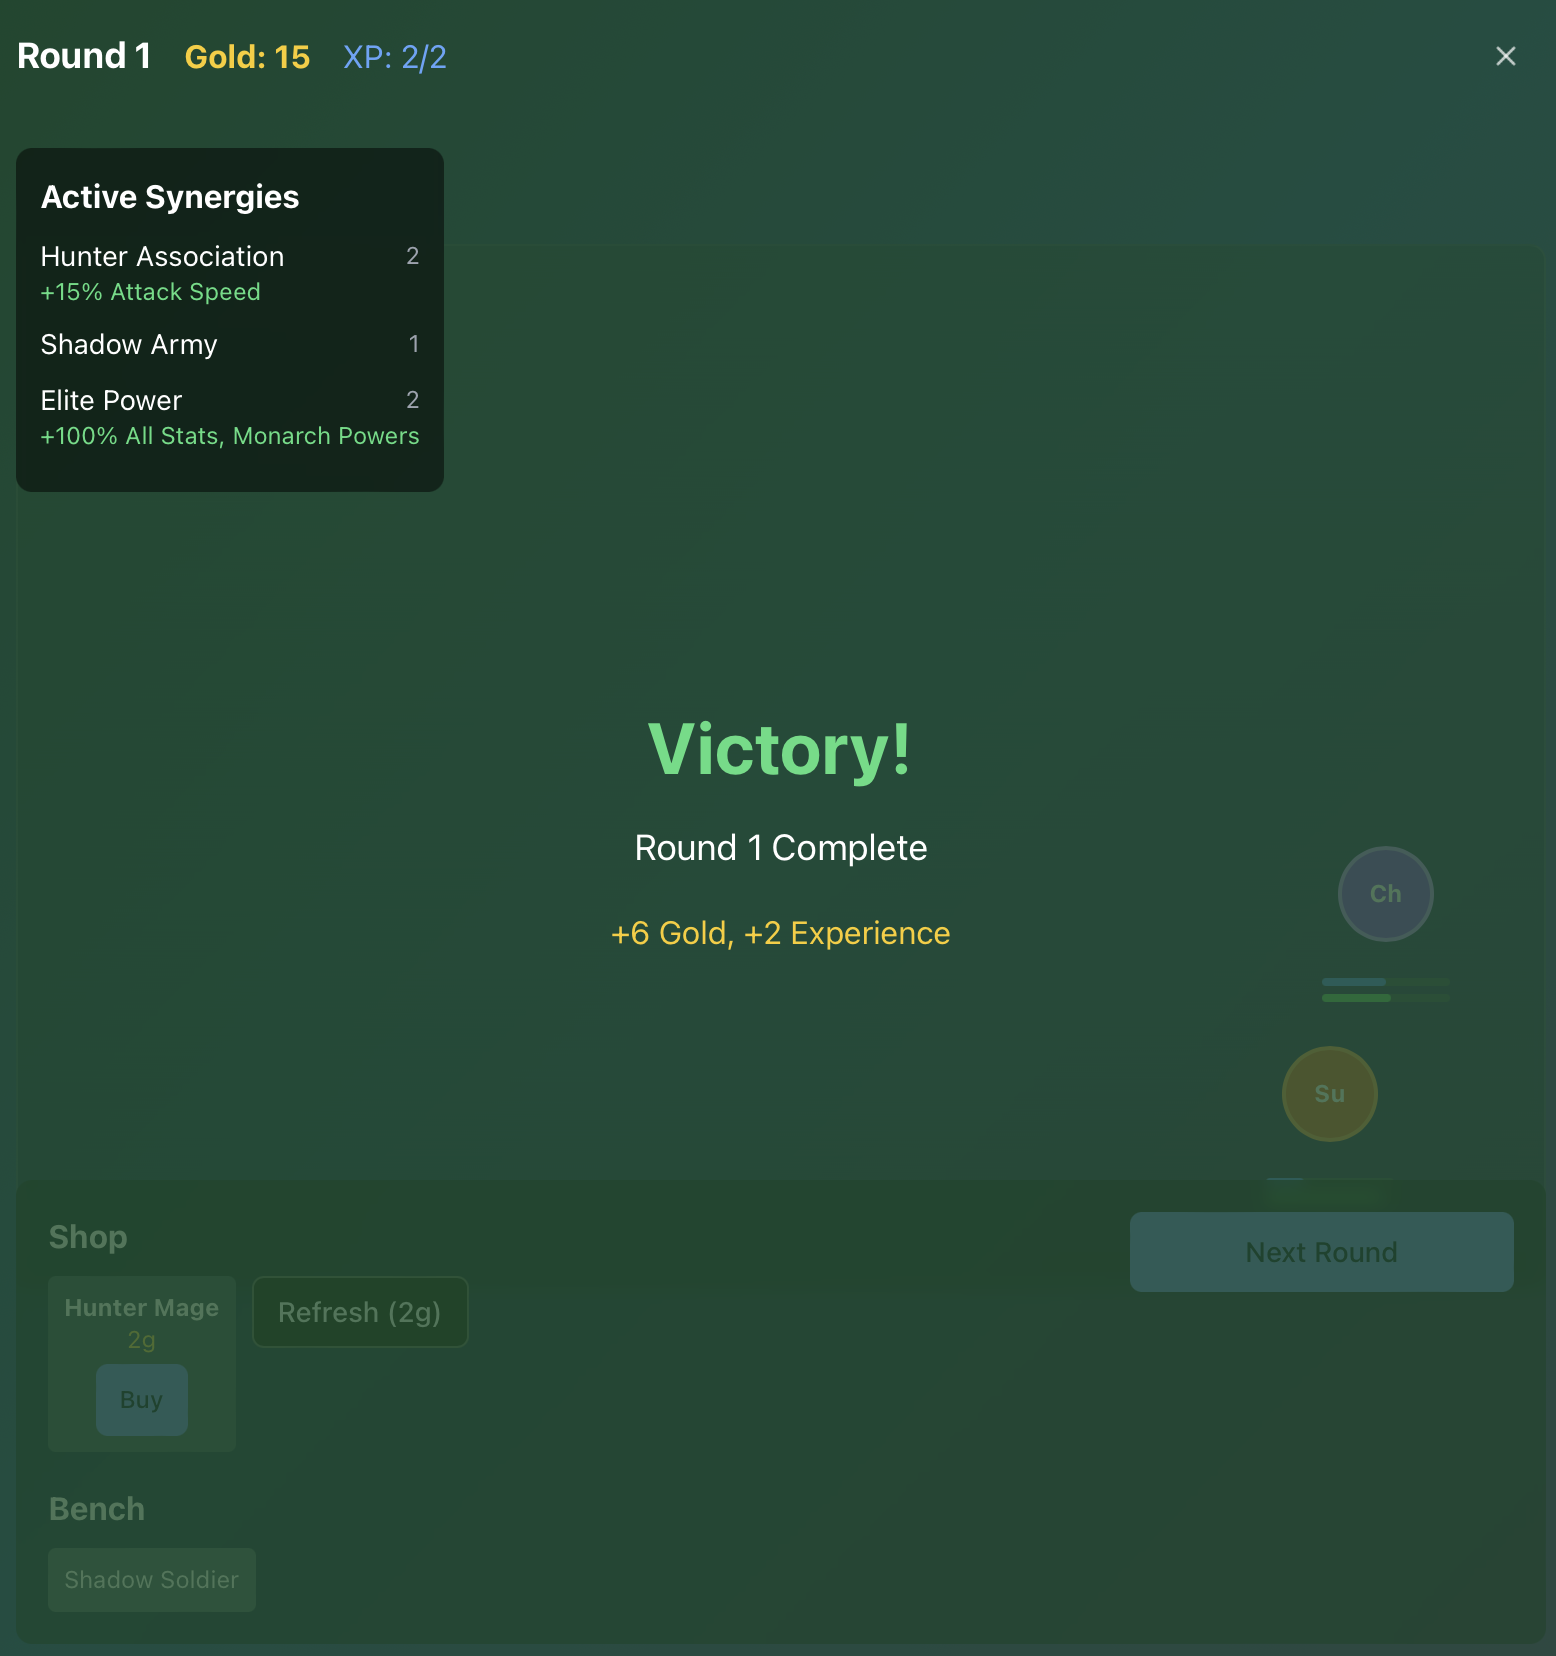 Round 1 Gold: 15 XP: 2/2
Active Synergies
Hunter Association 2
+15% Attack Speed
Shadow Army 1
Elite Power 2
+100% All Stats, Monarch Powers
Victory!
Round 1 Complete
+6 Gold, +2 Experience
Ch
Su
Shop
Next Round
Hunter Mage
2g
Buy
Refresh (2g)
Bench
Shadow Soldier